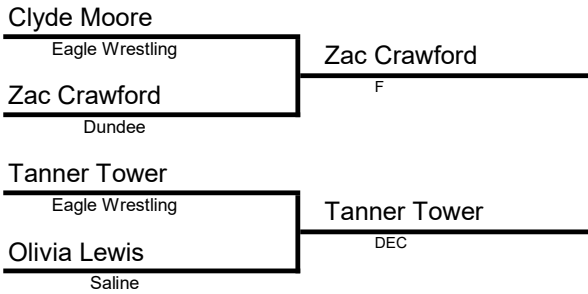 Clyde Moore
Eagle Wrestling
Zac Crawford
F
Zac Crawford
Dundee
Tanner Tower
Eagle Wrestling
Tanner Tower
DEC
Olivia Lewis
Saline